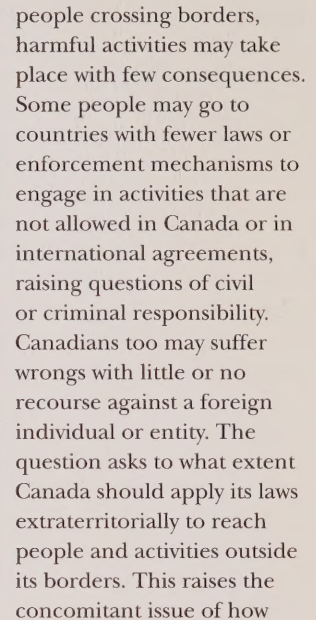 people crossing borders,
harmful activities may take
place with few consequences.
Some people may go to
countries with fewer laws or
enforcement mechanisms to
engage in activities that are
not allowed in Canada or in
international agreements,
raising questions of civil
or criminal responsibility.
Canadians too may suffer
wrongs with little or no
recourse against a foreign
individual or entity. The
question asks to what extent
Canada should apply its laws
extraterritorially to reach
people and activities outside
its borders. This raises the
concomitant issue of how